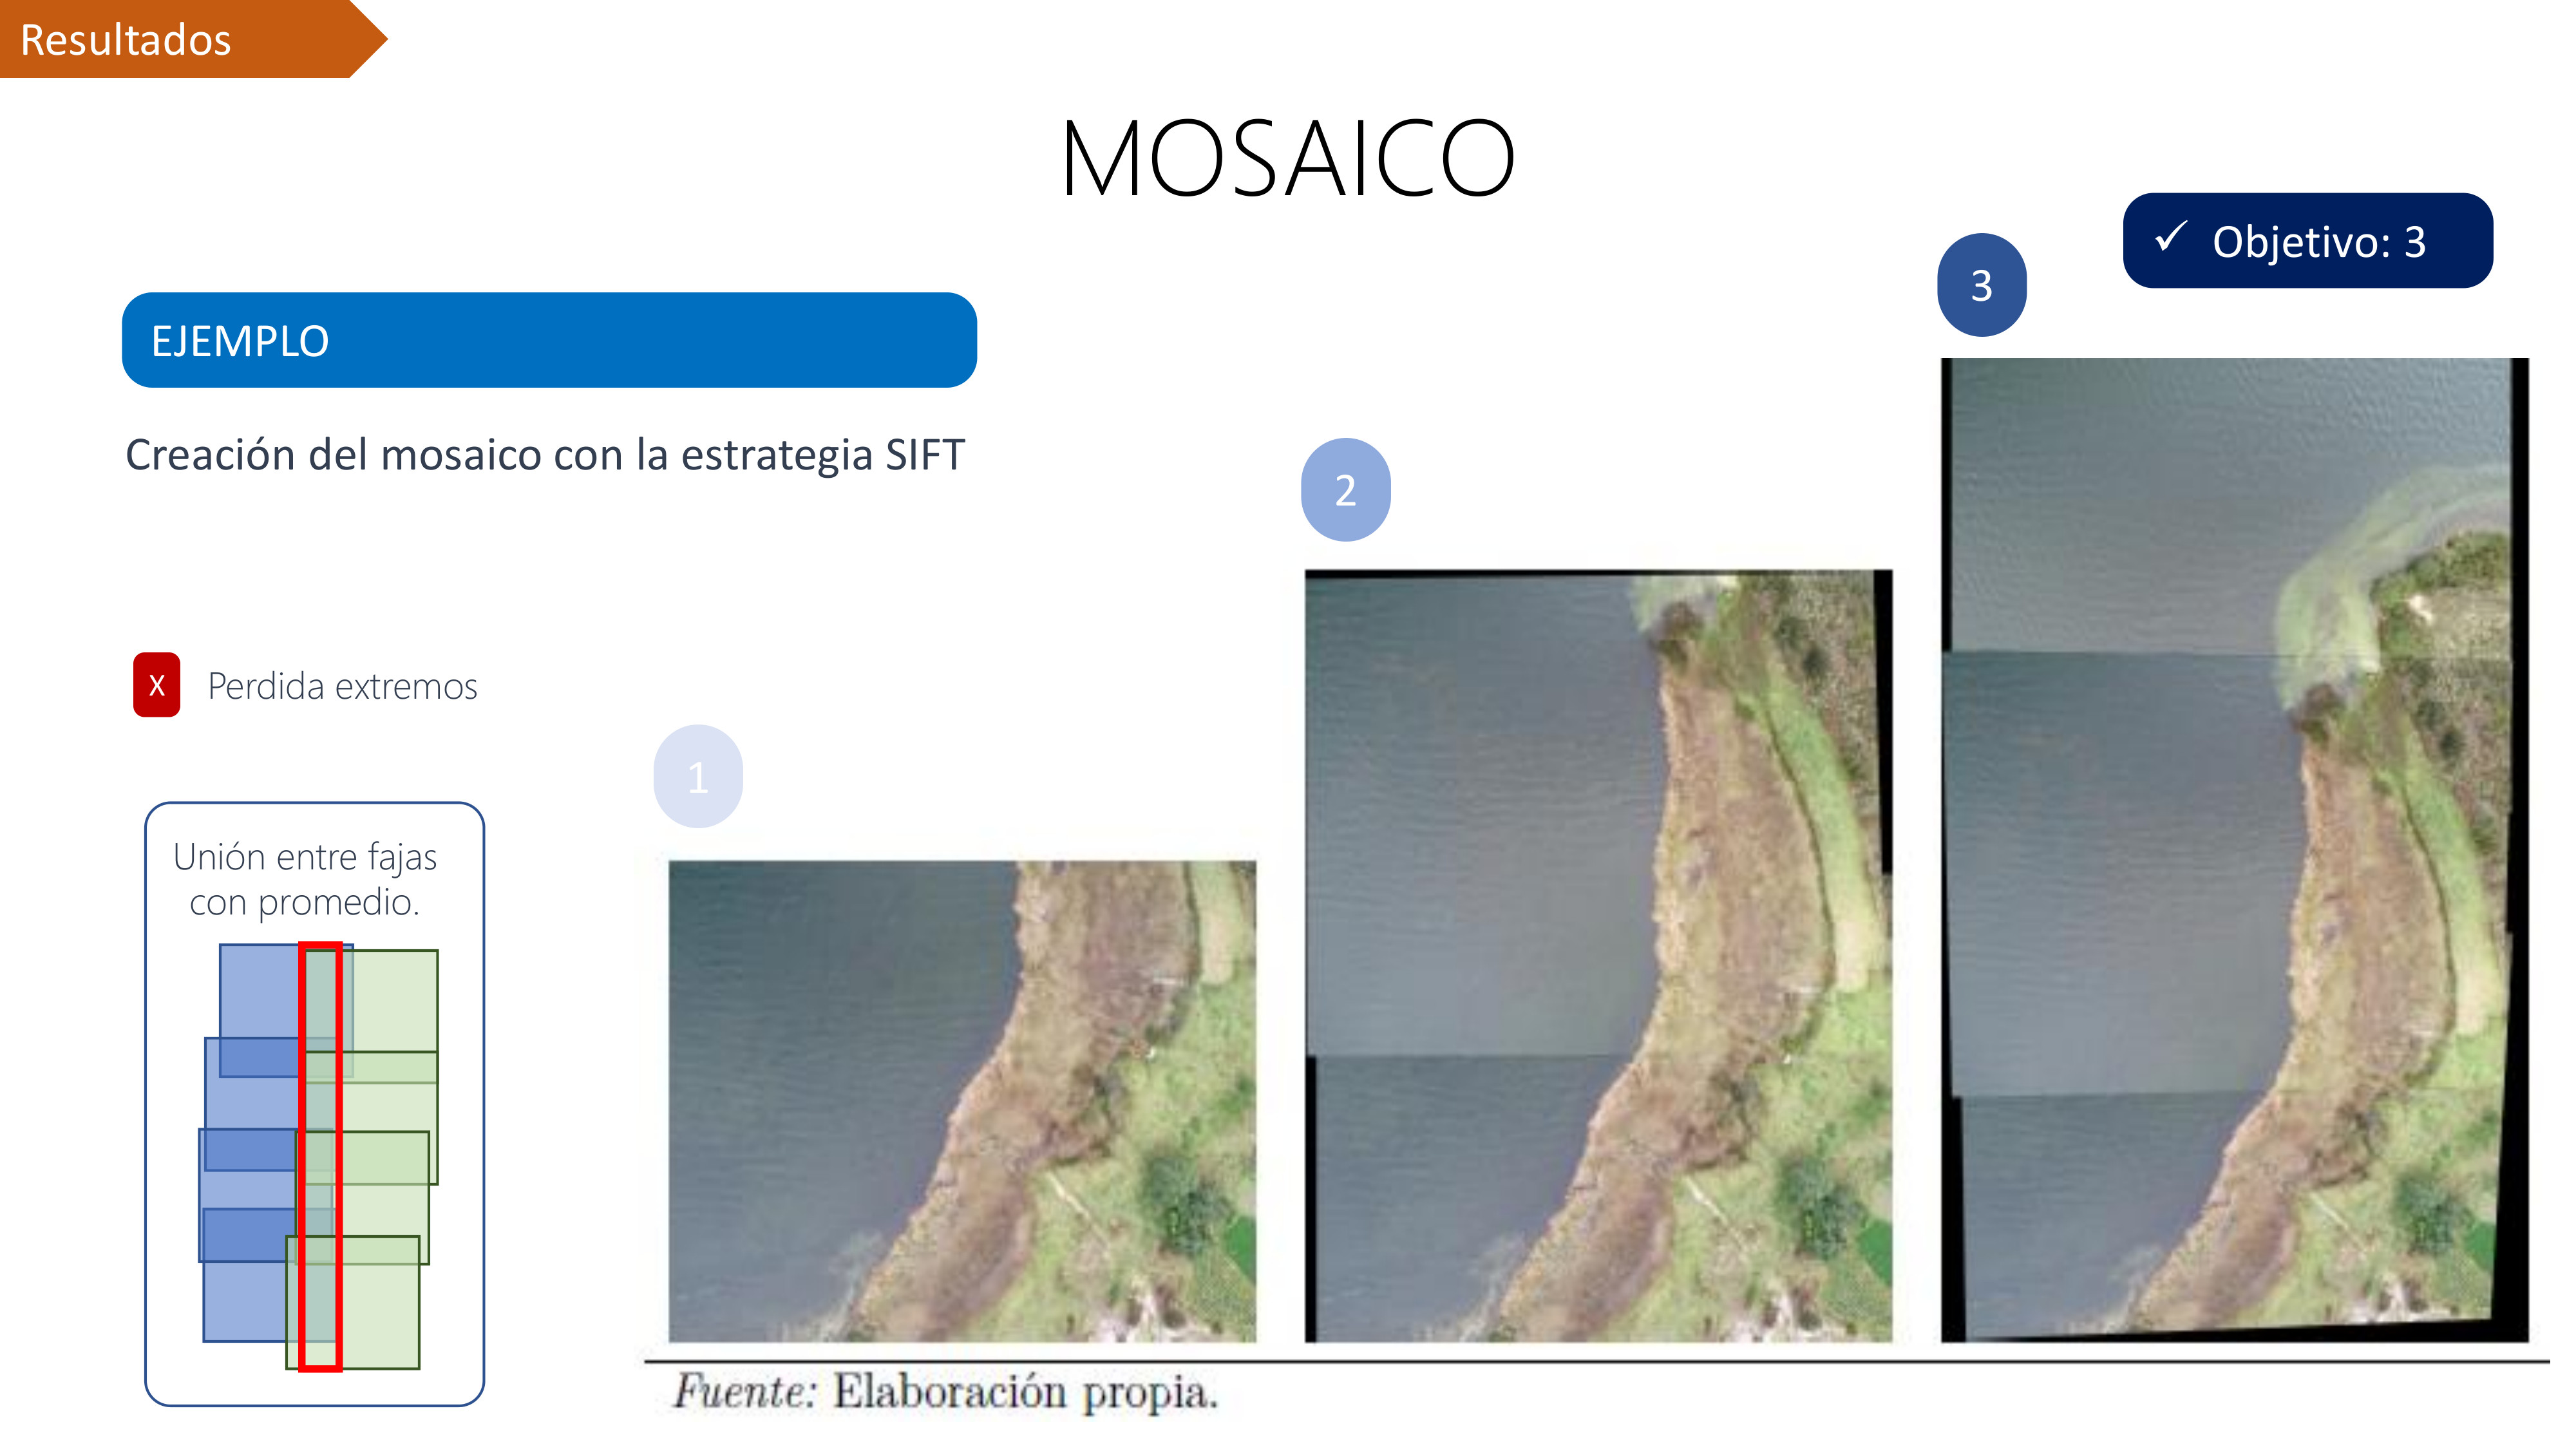 Resultados
MOSAICO
✓ Objetivo: 3
3
EJEMPLO
Creación del mosaico con la estrategia SIFT
2
X Perdida extremos
1
Unión entre fajas
con promedio.
Fuente: Elaboración propia.